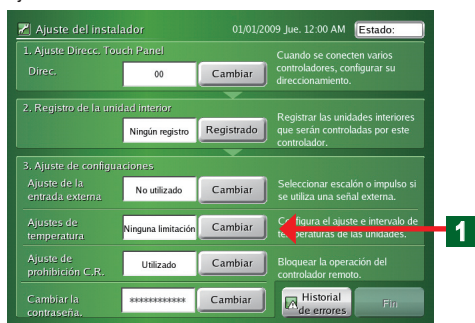 Ajuste del instalador
01/01/2009 Jue. 12:00 AM
Estado:
1. Ajuste Direcc. Touch Panel
Direc.
00
Cambiar
Cuando se conecten varios
controladores, configurar su
direccionamiento.
2. Registro de la unidad interior
Ningún registro
Registrado
Registrar las unidades interiores
que serán controladas por este
controlador.
3. Ajuste de configuaciones
Ajuste de la
entrada externa
No utilizado
Cambiar
Seleccionar escalón o impulso si
se utiliza una señal externa.
Ajustes de
temperatura
Ninguna limitación
Cambiar
Configura el ajuste e intervalo de
temperaturas de las unidades.
1
Ajuste de
prohibición C.R.
Utilizado
Cambiar
Bloquear la operación del
controlador remoto.
Cambiar la
contraseña.
************
Cambiar
Historial
de errores
Fin